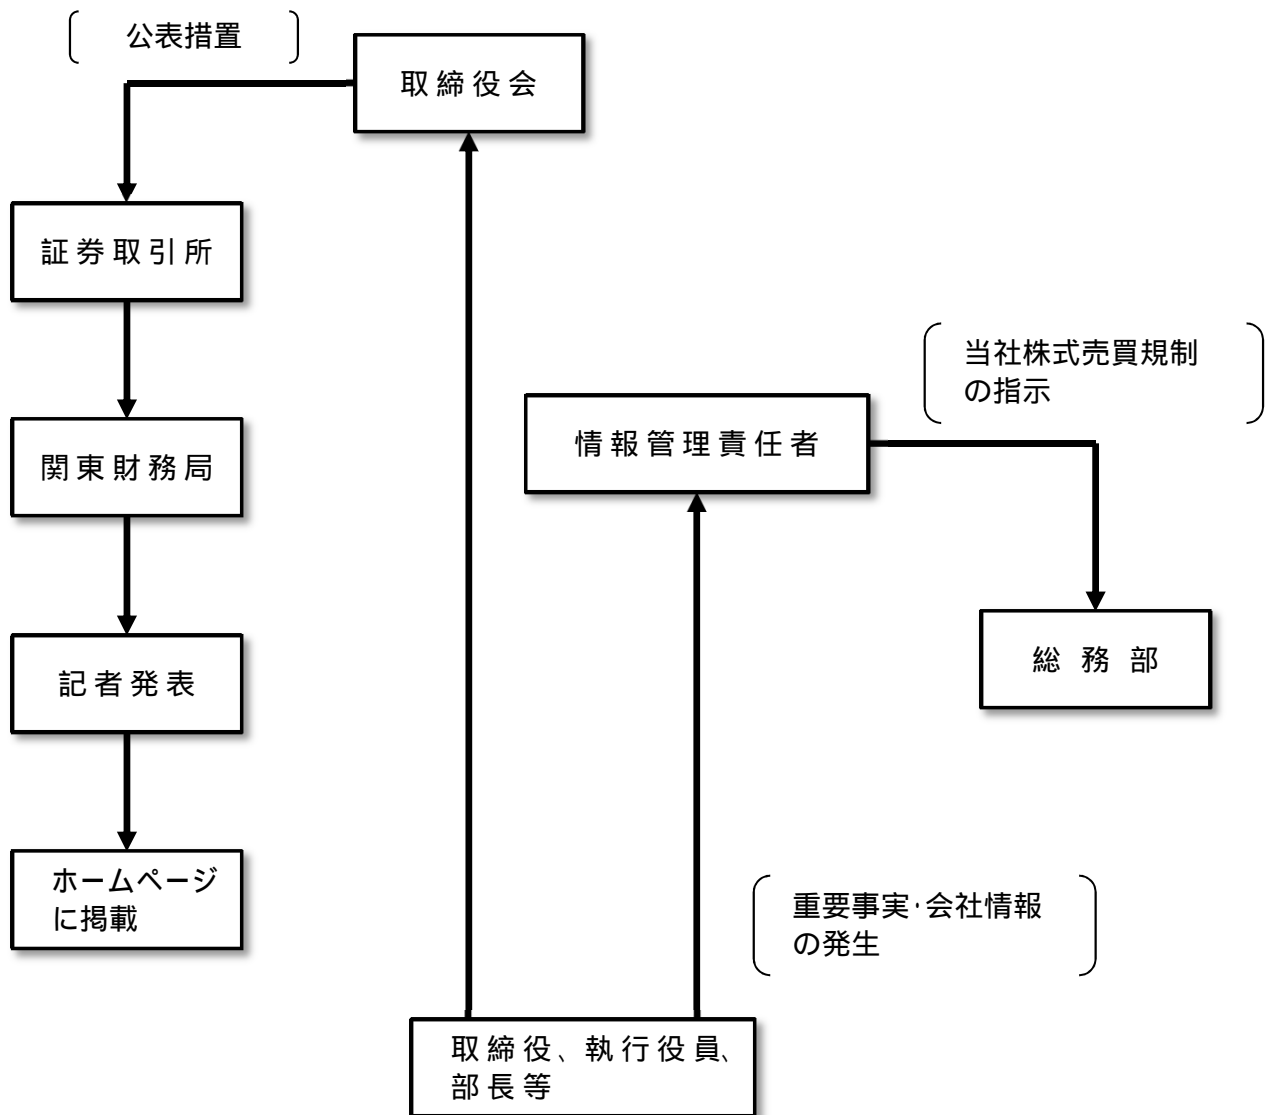 公表措置
取締役会
証券取引所
当社株式売買規制
の指示
関東財務局
情報管理責任者
記者発表
総務部
ホームページ
に掲載
重要事実・会社情報
の発生
取締役、執行役員、
部長等